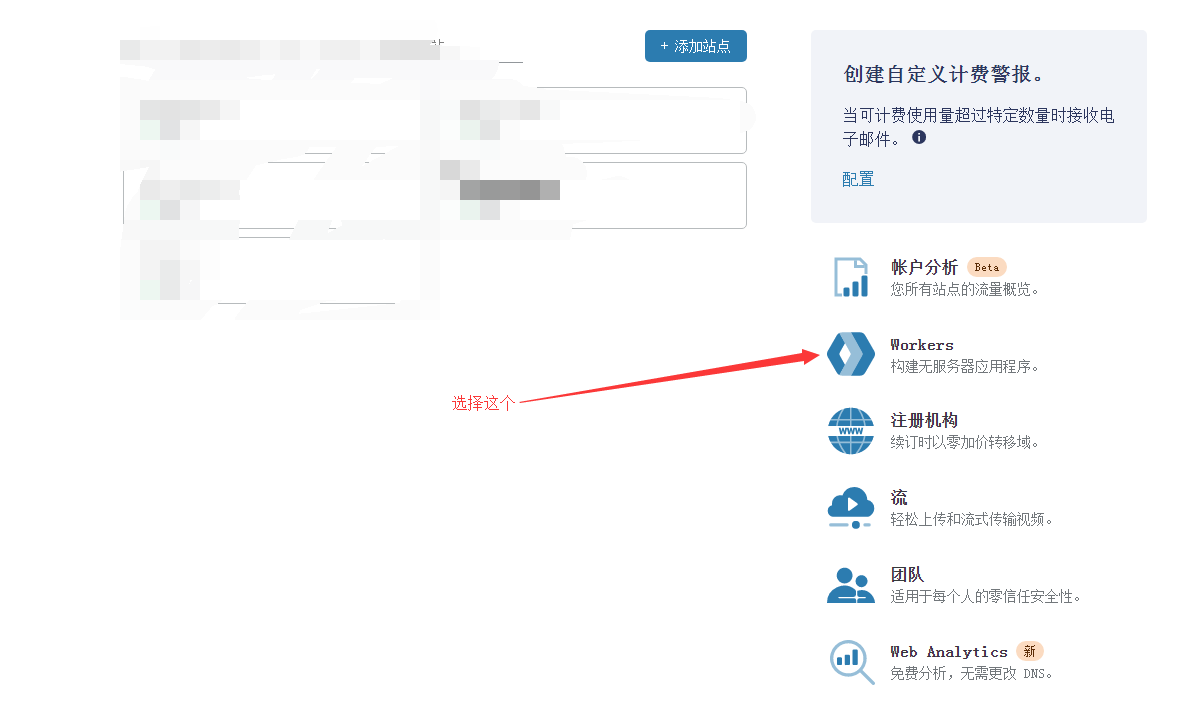 + 添加站点
创建自定义计费警报。
当可计费使用量超过特定数量时接收电
子邮件。
配置
帐户分析 Beta
您所有站点的流量概览。
Workers
构建无服务器应用程序。
选择这个
注册机构
WWW
续订时以零加价转移域。
流
轻松上传和流式传输视频。
团队
适用于每个人的零信任安全性。
Web Analytics 新
免费分析，无需更改 DNS。